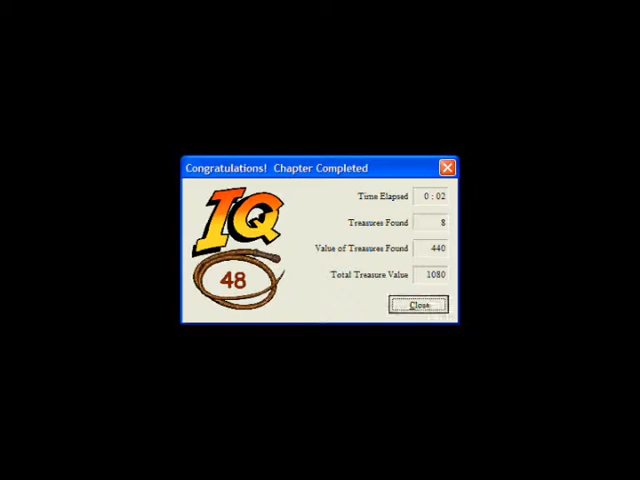 Congratulations! Chapter Completed
IQ
48
Time Elapsed 0 : 02
Treasures Found 8
Value of Treasures Found 440
Total Treasure Value 1080
Close